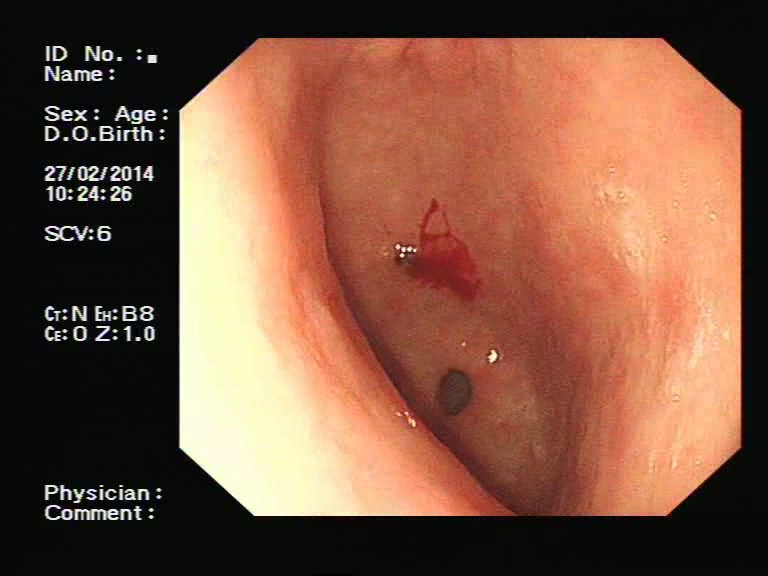 ID No. :
Name:
Sex: Age:
D.O.Birth:
27/02/2014
10:24:26
SCV:6
CT:N EH:B8
CE:0 Z:1.0
Physician:
Comment: